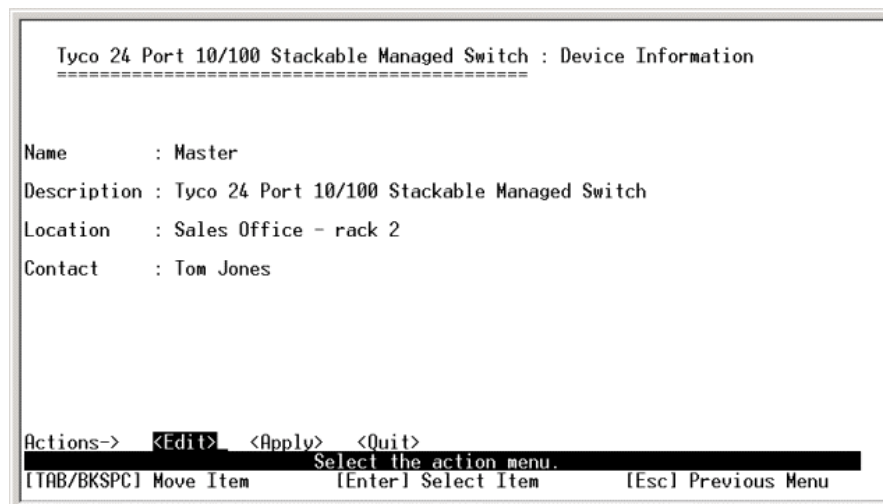 Tyco 24 Port 10/100 Stackable Managed Switch : Device Information
============================================
Name : Master
Description : Tyco 24 Port 10/100 Stackable Managed Switch
Location : Sales Office - rack 2
Contact : Tom Jones
Actions-> <Edit>_ <Apply> <Quit>
Select the action menu.
[TAB/BKSPC] Move Item [Enter] Select Item [Esc] Previous Menu